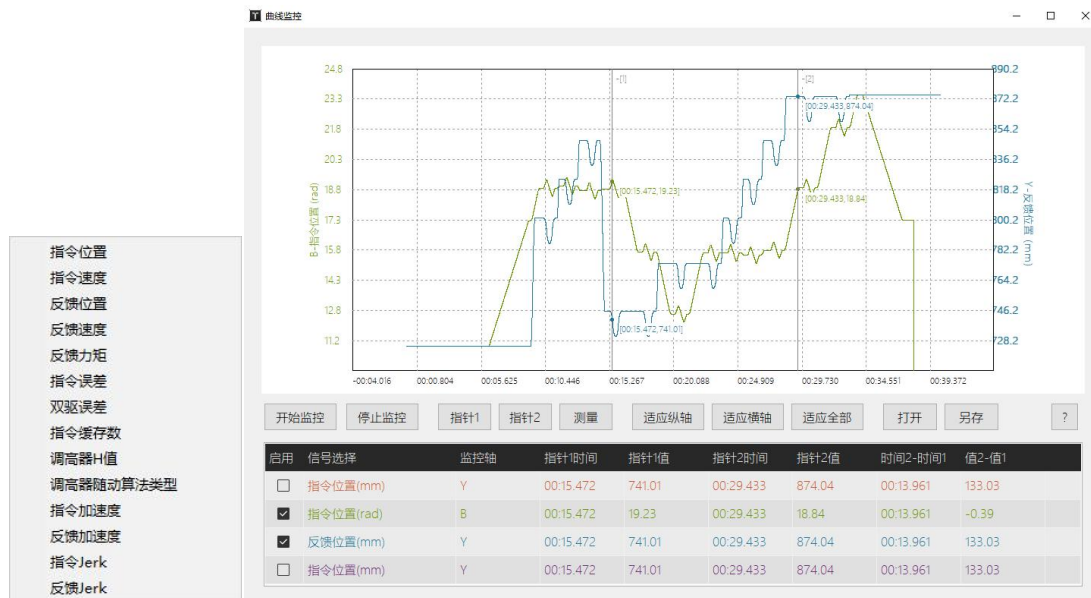 曲线监控
指令位置
指令速度
反馈位置
反馈速度
反馈力矩
指令误差
双驱误差
指令缓存数
调高器H值
调高器随动算法类型
指令加速度
反馈加速度
指令Jerk
反馈Jerk
24.8
23.3
21.8
20.3
18.8
17.3
15.8
14.3
12.8
11.2
B-指令位置 (rad)
-[1]
-[2]
[00:29.433,874.04]
[00:15.472,19.23]
[00:29.433,18.84]
[00:15.472,741.01]
890.2
872.2
854.2
836.2
818.2
800.2
782.2
764.2
746.2
728.2
Y-反馈位置 (mm)
-00:04.016 00:00.804 00:05.625 00:10.446 00:15.267 00:20.088 00:24.909 00:29.730 00:34.551 00:39.372
开始监控 停止监控 指针1 指针2 测量 适应纵轴 适应横轴 适应全部 打开 另存 ?
启用 信号选择 监控轴 指针1时间 指针1值 指针2时间 指针2值 时间2-时间1 值2-值1
指令位置(mm) Y 00:15.472 741.01 00:29.433 874.04 00:13.961 133.03
指令位置(rad) B 00:15.472 19.23 00:29.433 18.84 00:13.961 -0.39
反馈位置(mm) Y 00:15.472 741.01 00:29.433 874.04 00:13.961 133.03
指令位置(mm) Y 00:15.472 741.01 00:29.433 874.04 00:13.961 133.03